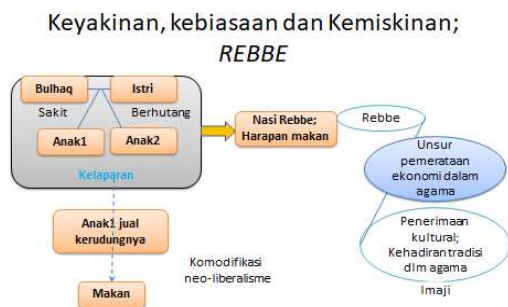 Keyakinan, kebiasaan dan Kemiskinan;
REBBE
Bulhaq
Istri
Sakit
Berhutang
Anak1
Anak2
Kelaparan
Nasi Rebbe;
Harapan makan
Rebbe
Unsur
pemerataan
ekonomi dalam
agama
Anak1 jual
kerudungnya
Penerimaan
kultural;
Kehadiran tradisi
dlm agama
Komodifikasi
neo-liberalisme
Imaji
Makan